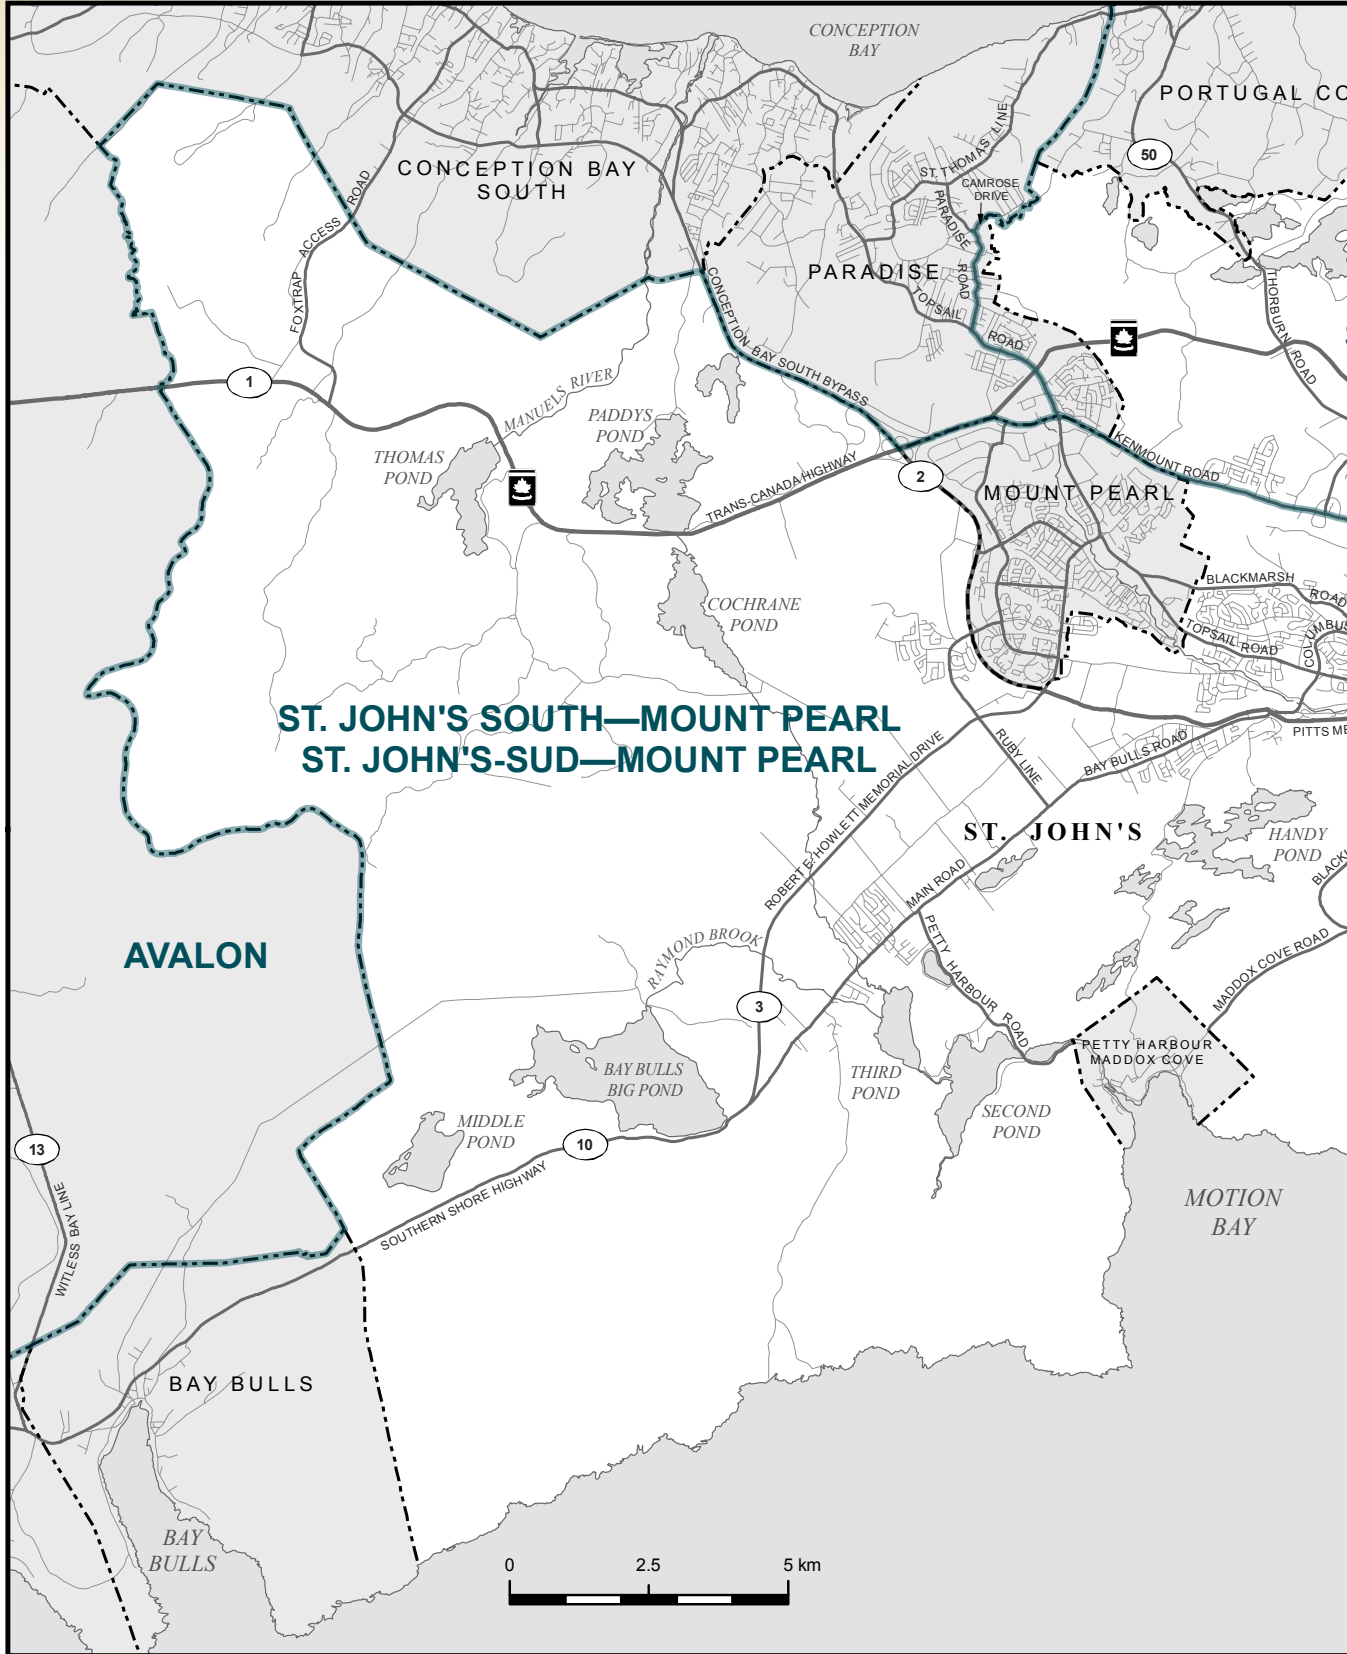 CONCEPTION
BAY
PORTUGAL CO
50
CONCEPTION BAY
SOUTH
ST. THOMAS LINE
CAMROSE
DRIVE
PARADISE ROAD
FOXTRAP ACCESS ROAD
PARADISE
TOPSAIL ROAD
THORBURN ROAD
CONCEPTION BAY SOUTH BYPASS
1
MANUELS RIVER
PADDYS
POND
THOMAS
POND
KENMOUNT ROAD
TRANS-CANADA HIGHWAY
2
MOUNT PEARL
BLACKMARSH ROAD
COCHRANE
POND
TOPSAIL ROAD
COLUMBUS
ST. JOHN'S SOUTH—MOUNT PEARL
ST. JOHN'S-SUD—MOUNT PEARL
RUBY LINE
BAY BULLS ROAD
PITTS ME
ROBERT E. HOWLETT MEMORIAL DRIVE
ST. JOHN'S
HANDY
POND
MAIN ROAD
BLACK
AVALON
RAYMOND BROOK
PETTY HARBOUR ROAD
MADDOX COVE ROAD
3
PETTY HARBOUR
MADDOX COVE
BAY BULLS
BIG POND
THIRD
POND
SECOND
POND
MIDDLE
POND
10
13
SOUTHERN SHORE HIGHWAY
WITLESS BAY LINE
MOTION
BAY
BAY BULLS
BAY
BULLS
0 2.5 5 km